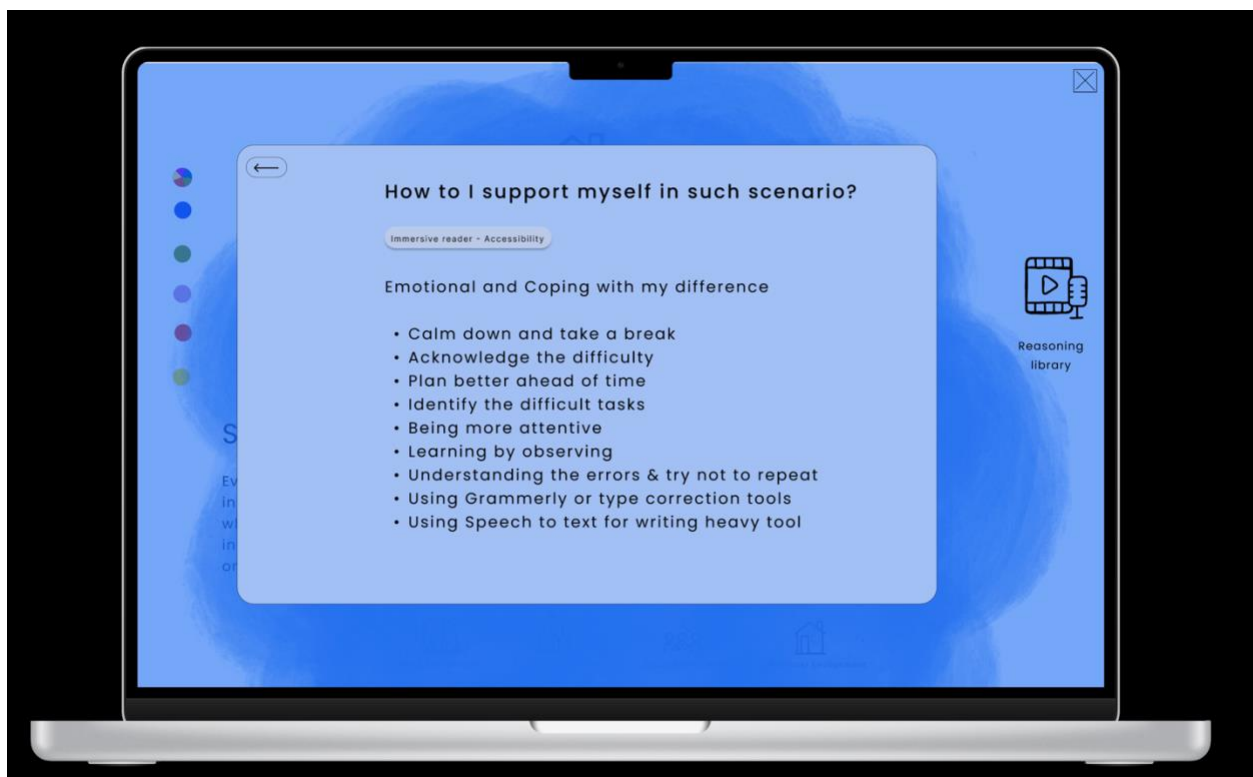 How to I support myself in such scenario?
Immersive reader - Accessibility
Emotional and Coping with my difference
• Calm down and take a break
• Acknowledge the difficulty
• Plan better ahead of time
• Identify the difficult tasks
• Being more attentive
• Learning by observing
• Understanding the errors & try not to repeat
• Using Grammerly or type correction tools
• Using Speech to text for writing heavy tool
Reasoning
library